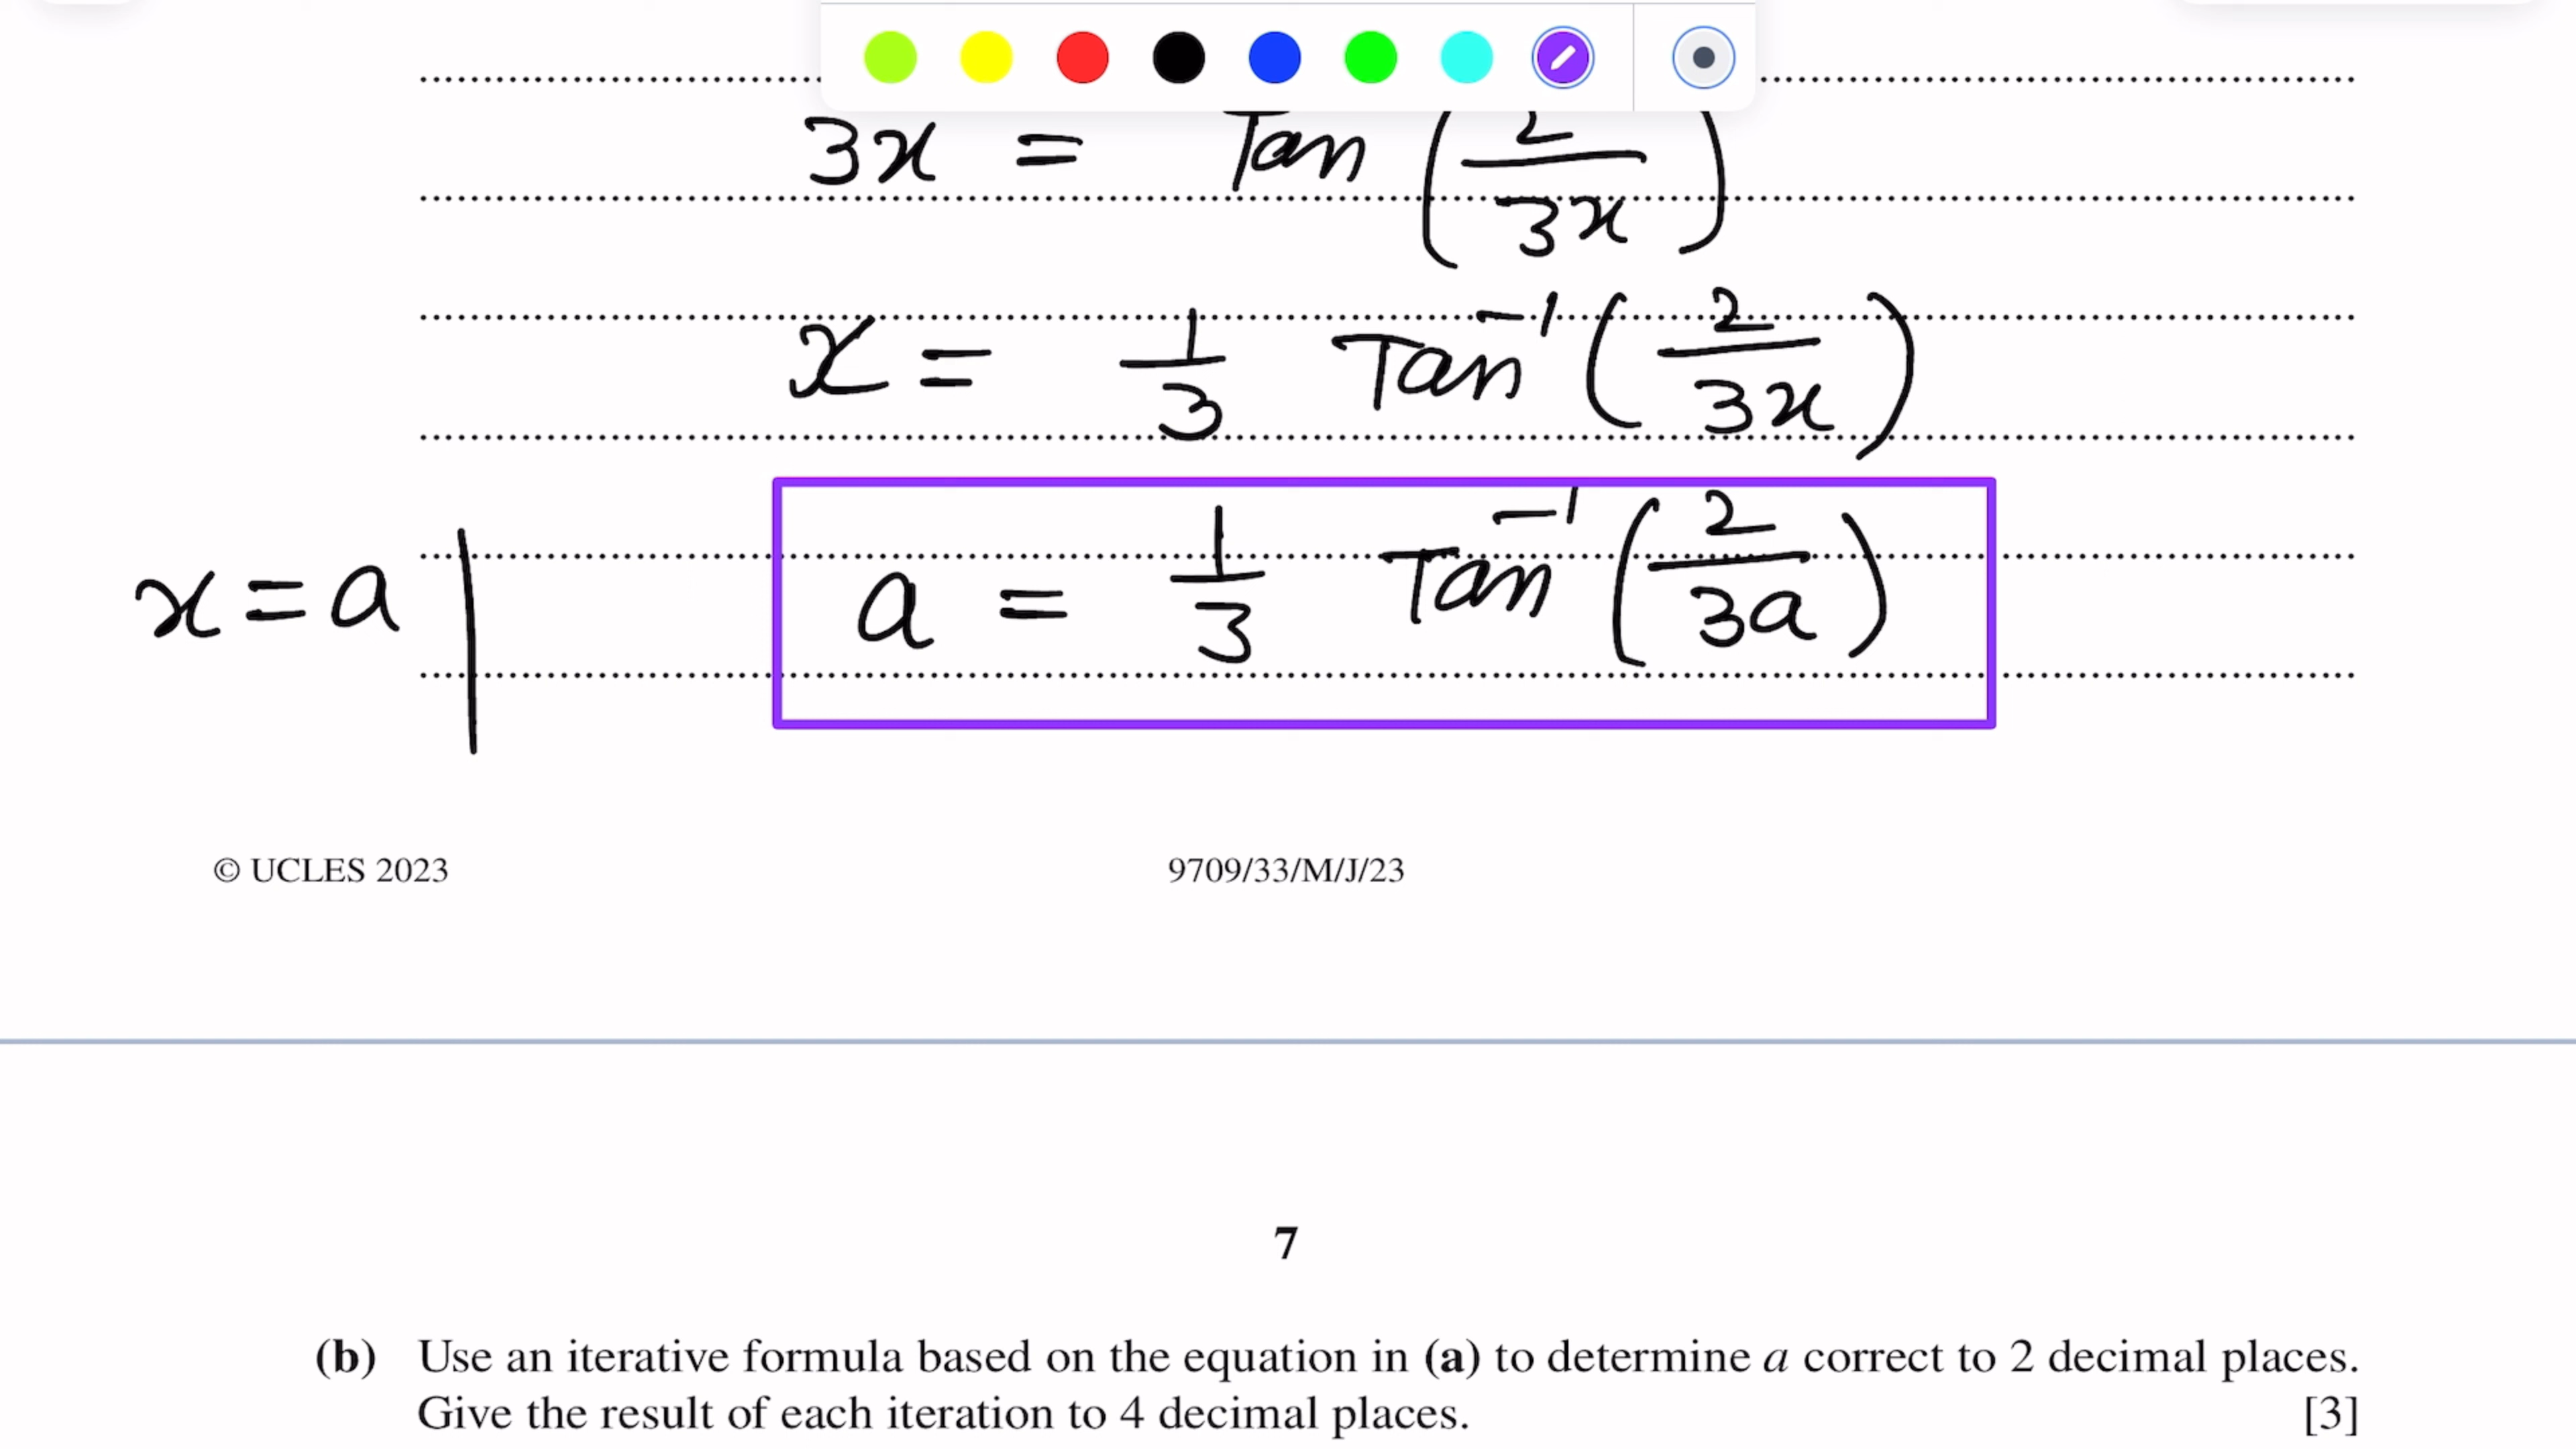 3x = Tan (2/3x)
x = 1/3 Tan⁻¹ (2/3x)
x = a | a = 1/3 Tan⁻¹ (2/3a)
© UCLES 2023 9709/33/M/J/23
7
(b) Use an iterative formula based on the equation in (a) to determine a correct to 2 decimal places.
Give the result of each iteration to 4 decimal places. [3]